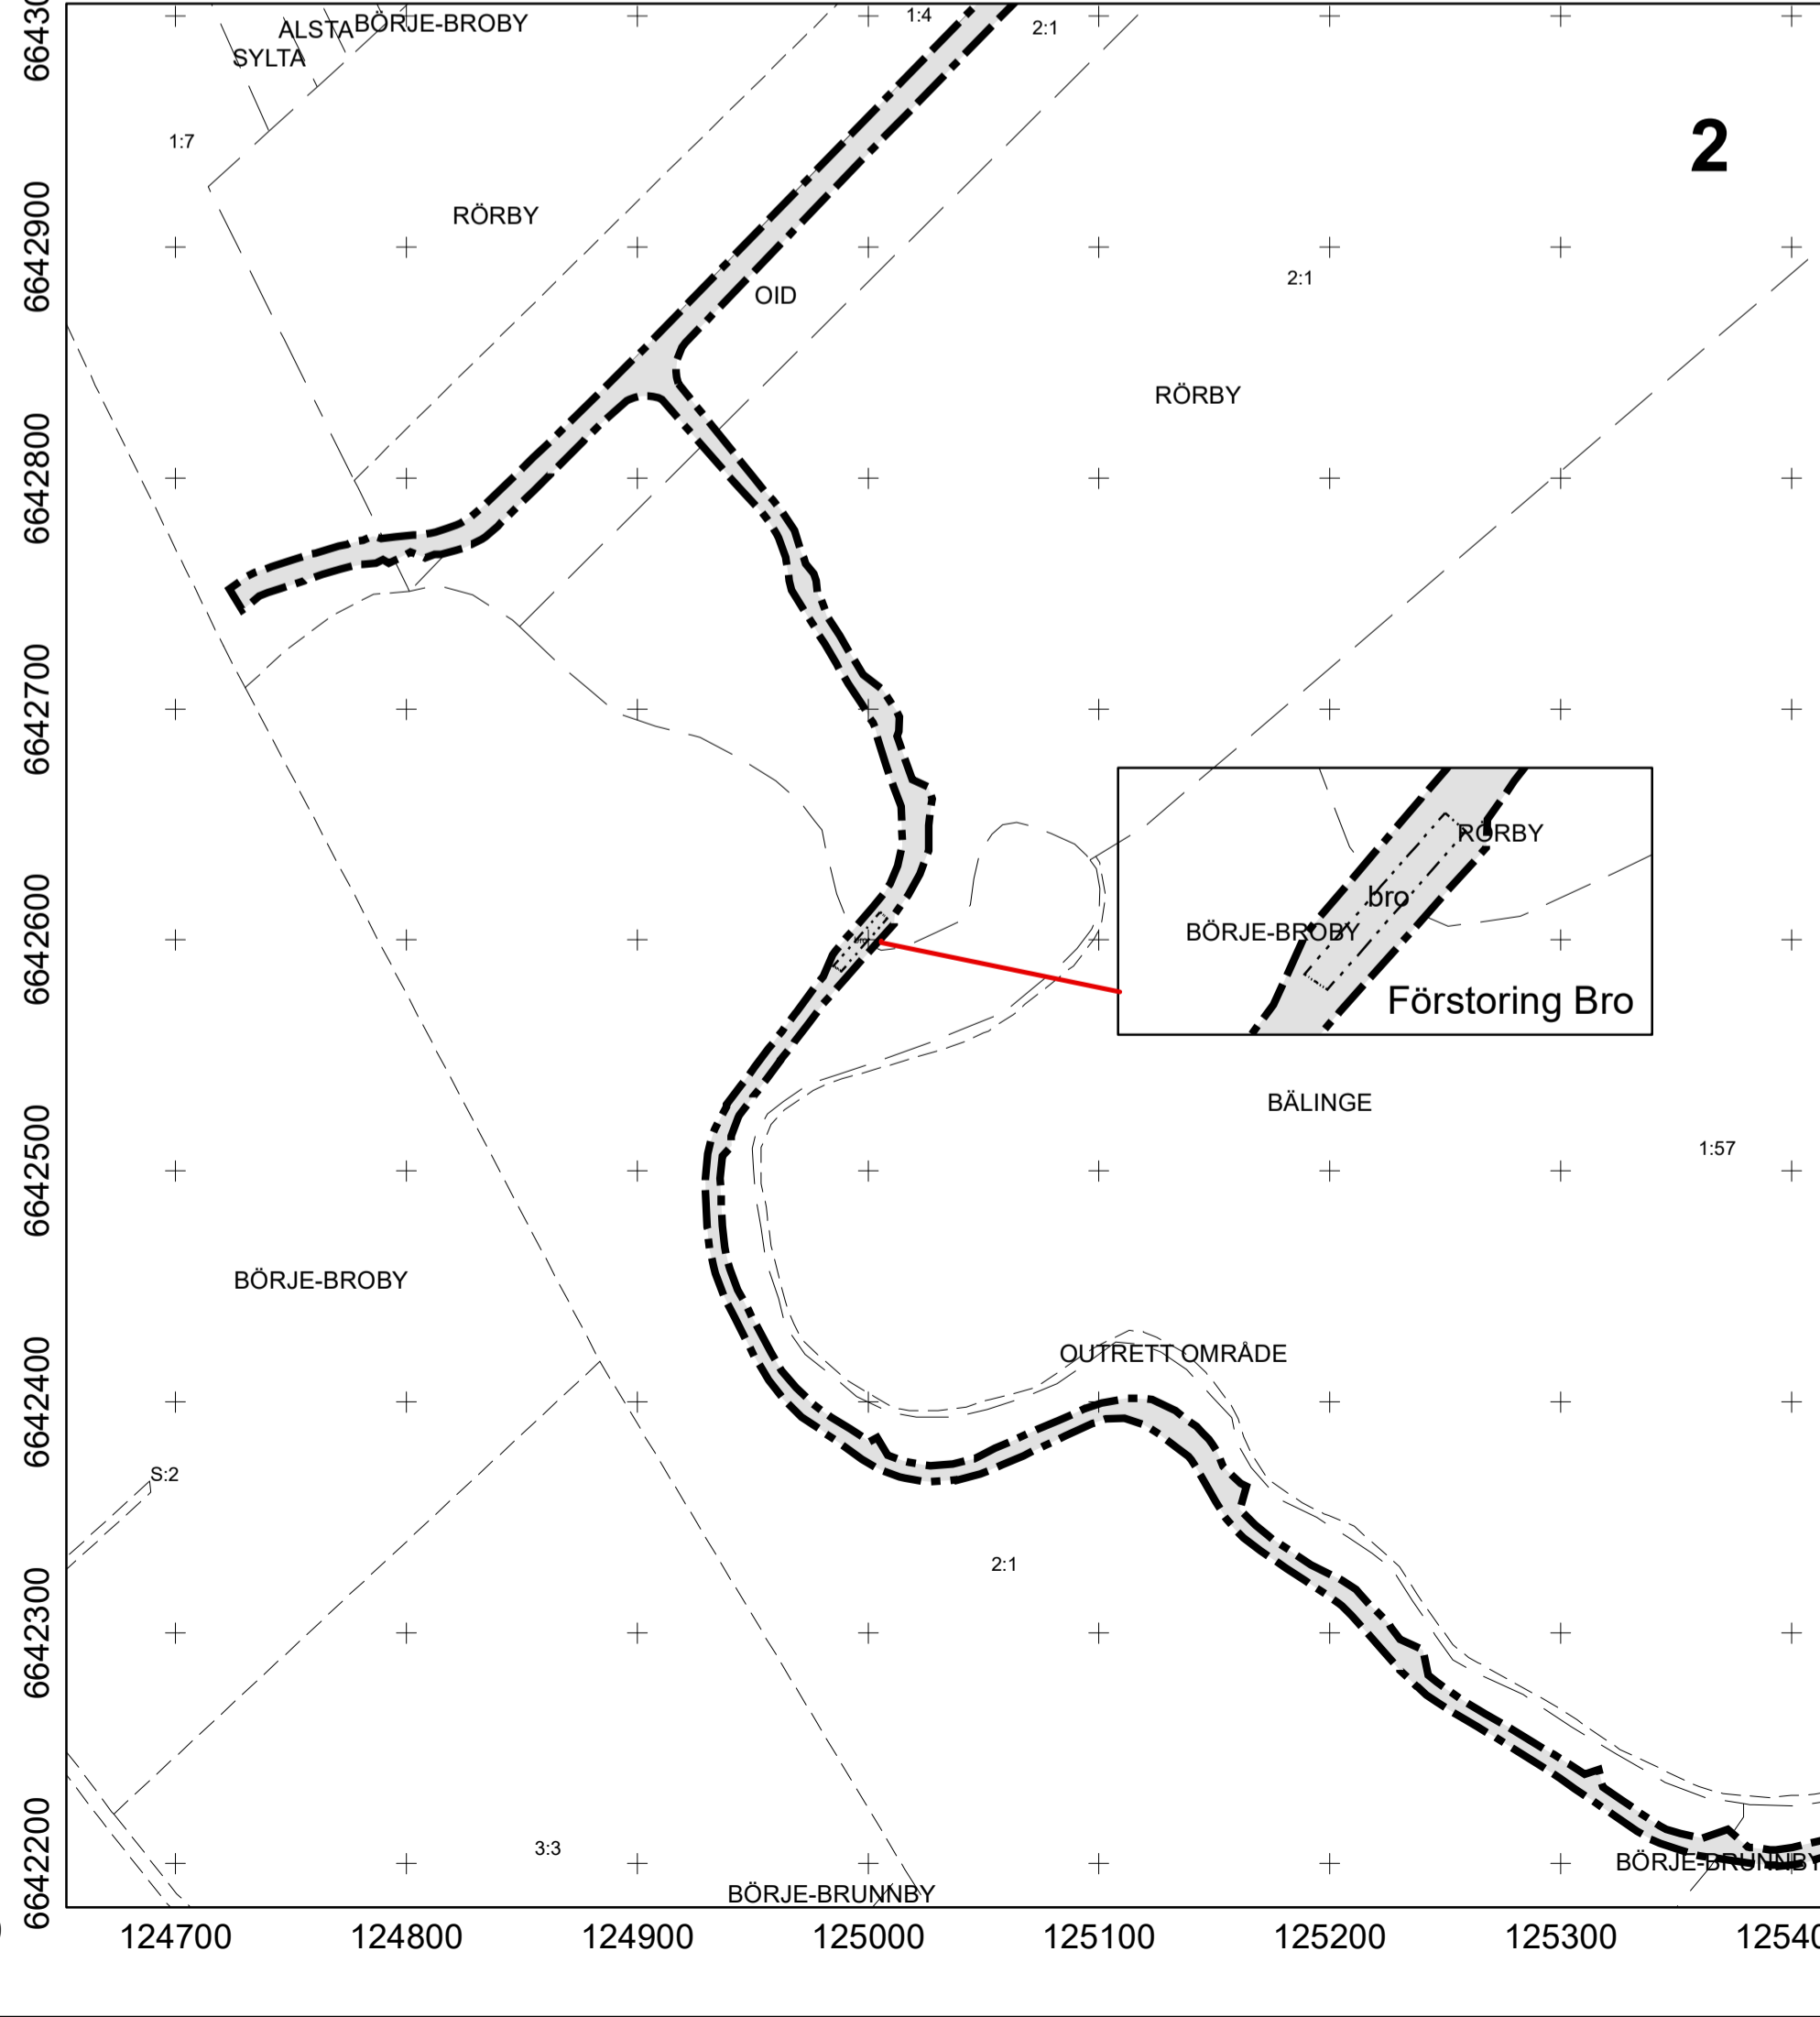 ALSTA
BÖRJE-BROBY
SYLTA
1:4
2:1
1:7
2
RÖRBY
OID
2:1
RÖRBY
RÖRBY
bro
BÖRJE-BROBY
Förstoring Bro
bro
BÄLINGE
1:57
BÖRJE-BROBY
OUTRETT OMRÅDE
S:2
2:1
3:3
BÖRJE-BRUNNBY
BÖRJE-BRUNNBY
6642900
6642800
6642700
6642600
6642500
6642400
6642300
6642200
124700 124800 124900 125000 125100 125200 125300